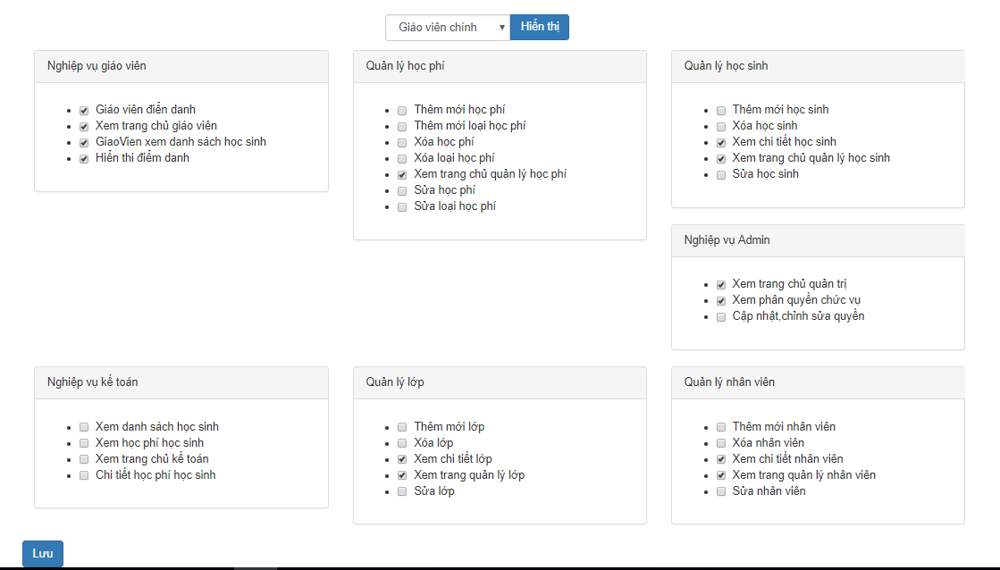 Giáo viên chính Hiển thị
Nghiệp vụ giáo viên
Giáo viên điển danh
Xem trang chủ giáo viên
GiaoVien xem danh sách học sinh
Hiển thi điểm danh
Quản lý học phí
Thêm mới học phí
Thêm mới loại học phí
Xóa học phí
Xóa loại học phí
Xem trang chủ quản lý học phí
Sửa học phí
Sửa loại học phí
Quản lý học sinh
Thêm mới học sinh
Xóa học sinh
Xem chi tiết học sinh
Xem trang chủ quản lý học sinh
Sửa học sinh
Nghiệp vụ Admin
Xem trang chủ quản trị
Xem phân quyền chức vụ
Cập nhật,chỉnh sửa quyền
Nghiệp vụ kế toán
Xem danh sách học sinh
Xem học phí học sinh
Xem trang chủ kế toán
Chi tiết học phí học sinh
Quản lý lớp
Thêm mới lớp
Xóa lớp
Xem chi tiết lớp
Xem trang quản lý lớp
Sửa lớp
Quản lý nhân viên
Thêm mới nhân viên
Xóa nhân viên
Xem chi tiết nhân viên
Xem trang quản lý nhân viên
Sửa nhân viên
Lưu